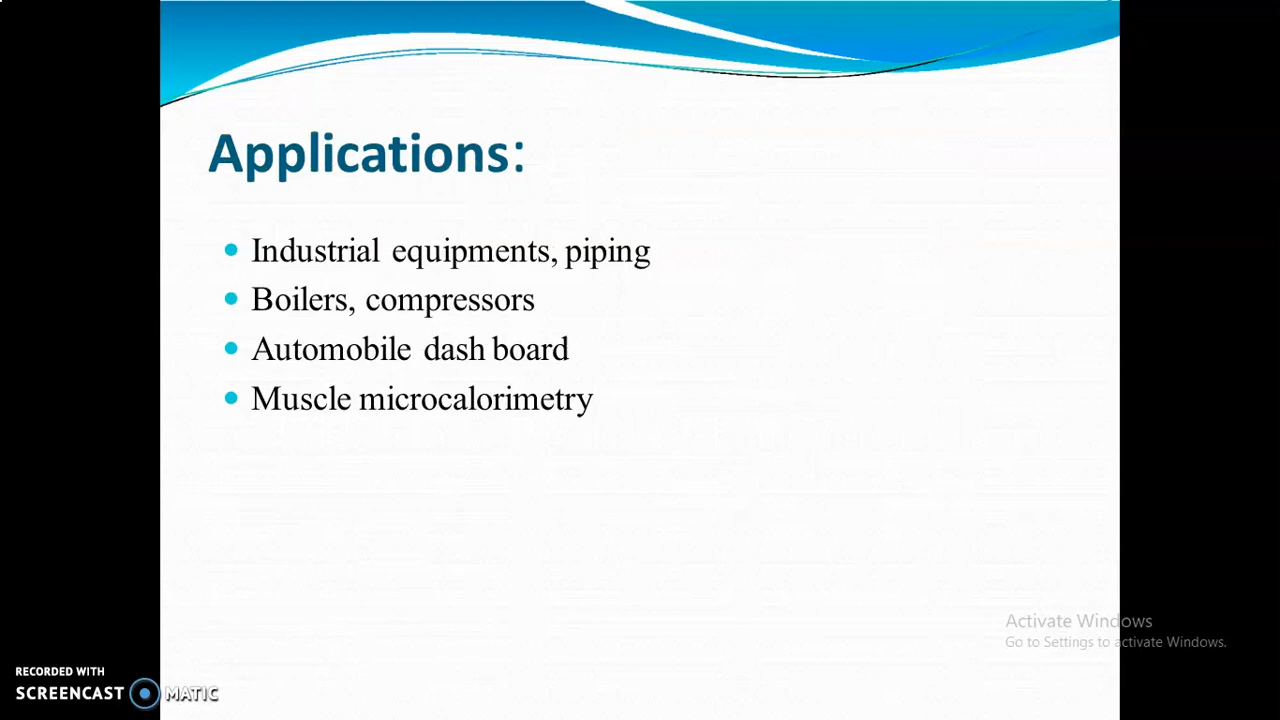 Applications:
Industrial equipments, piping
Boilers, compressors
Automobile dash board
Muscle microcalorimetry
Activate Windows
Go to Settings to activate Windows.
RECORDED WITH
SCREENCAST MATIC